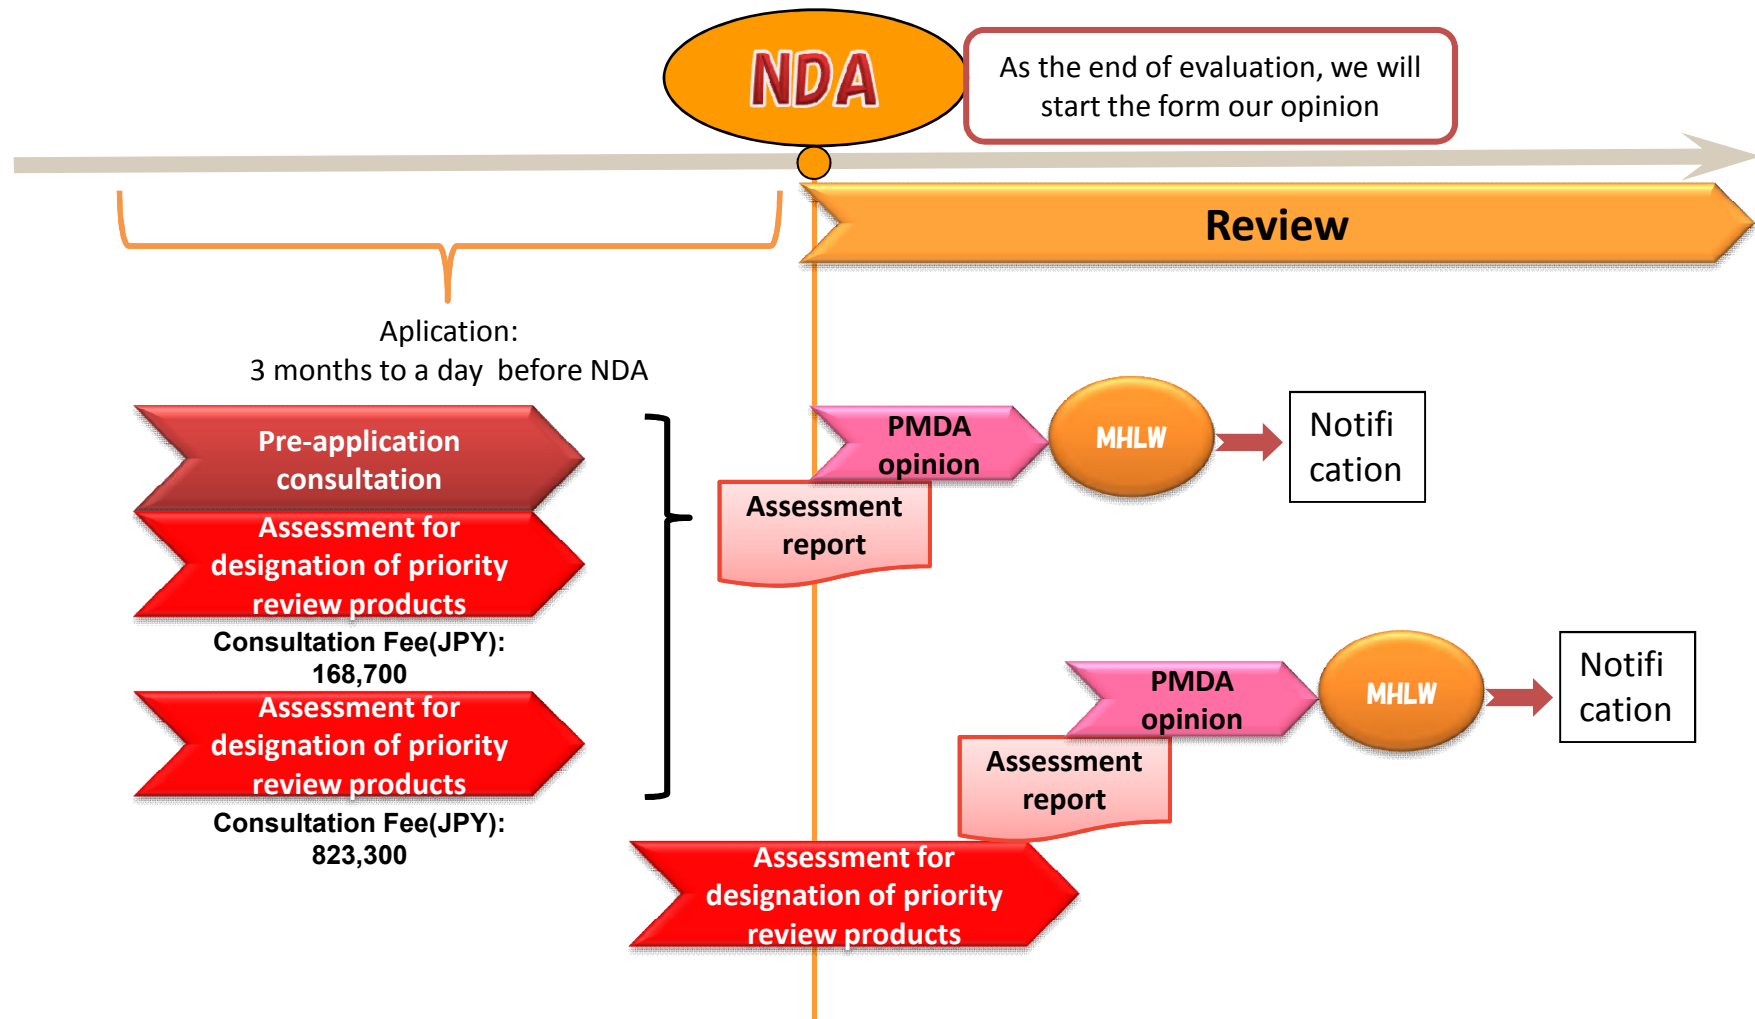 NDA
As the end of evaluation, we will
start the form our opinion
Review
Aplication:
3 months to a day  before NDA
Pre-application
consultation
Assessment for
designation of priority
review products
Consultation Fee(JPY):
168,700
Assessment for
designation of priority
review products
Consultation Fee(JPY):
823,300
PMDA
opinion
MHLW
Notifi
cation
Assessment
report
PMDA
opinion
MHLW
Notifi
cation
Assessment
report
Assessment for
designation of priority
review products